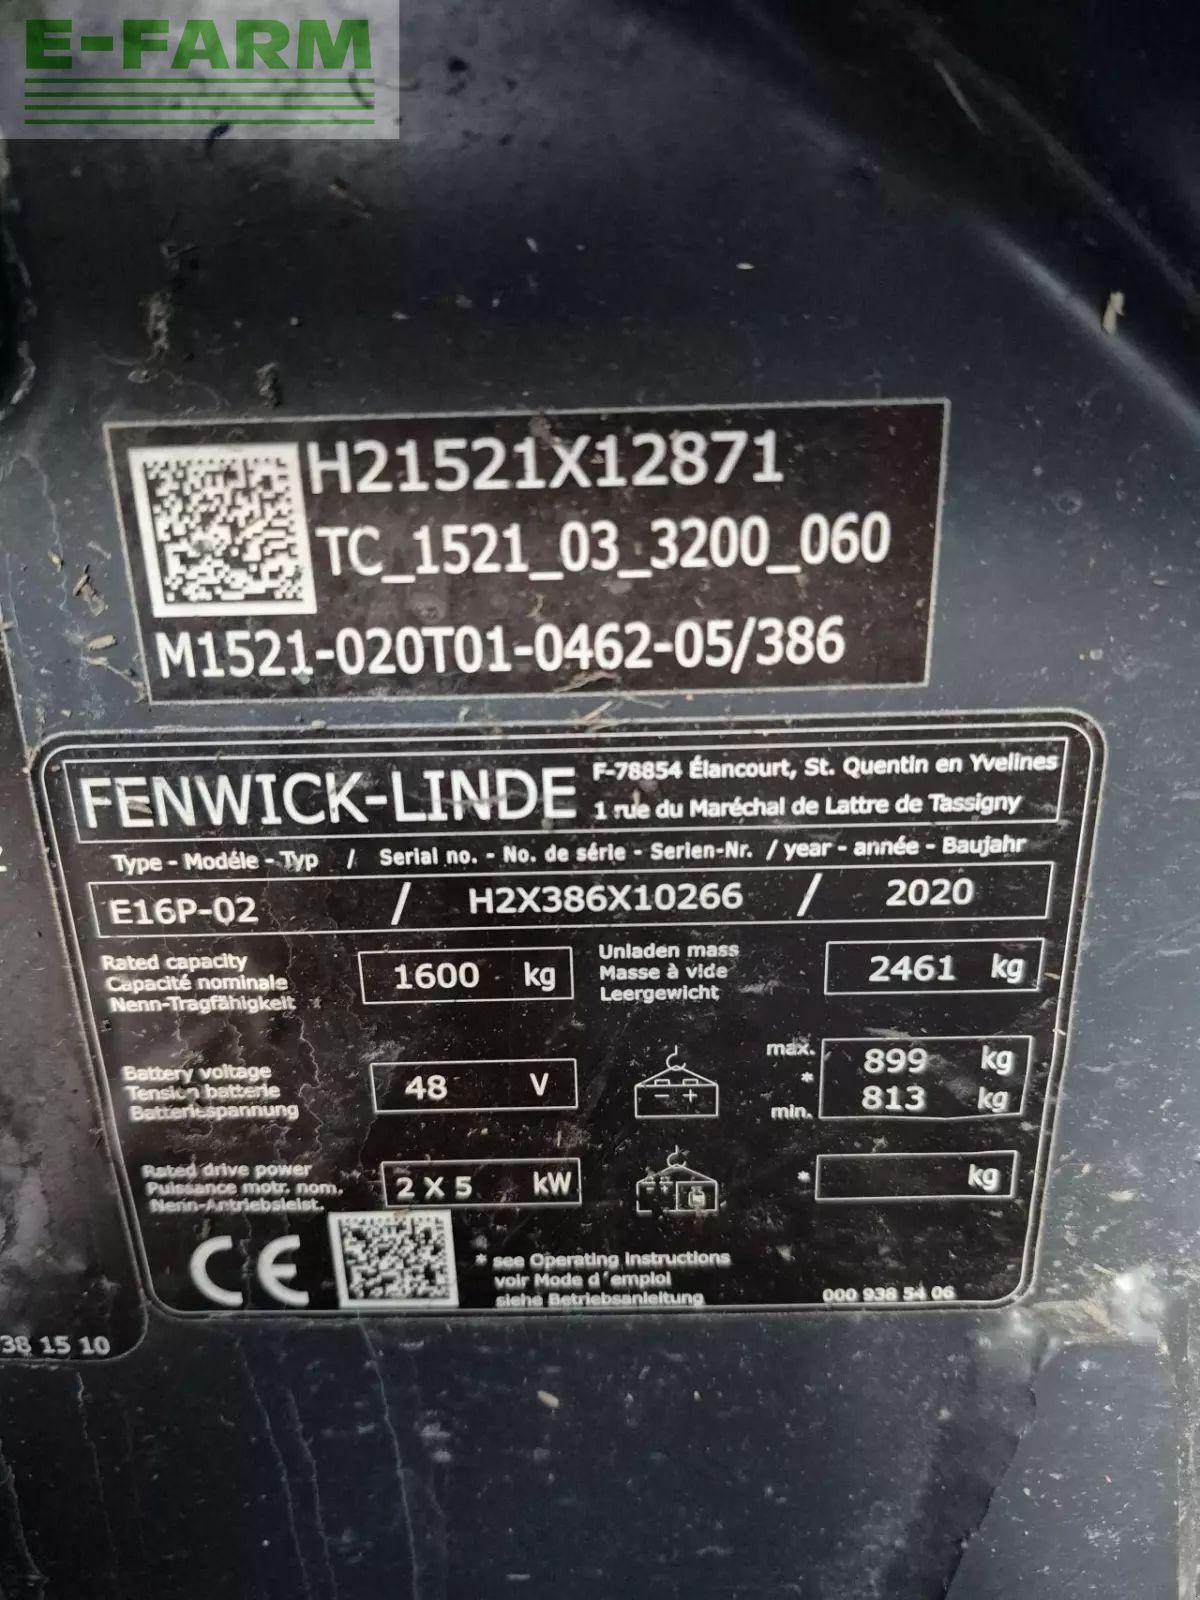 E-FARM
H21521X12871
TC_1521_03_3200_060
M1521-020T01-0462-05/386
FENWICK-LINDE
F-78854 Élancourt, St. Quentin en Yvelines
1 rue du Maréchal de Lattre de Tassigny
Type - Modéle - Typ / Serial no. - No. de série - Serien-Nr. / year - année - Baujahr
E16P-02 / H2X386X10266 / 2020
Rated capacity
Capacité nominale
Nenn-Tragfähigkeit
1600 kg
Unladen mass
Masse à vide
Leergewicht
2461 kg
Battery voltage
Tension batterie
Batteriespannung
48 V
max. 899 kg
*
min. 813 kg
Rated drive power
Puissance motr. nom.
Nenn-Antriebsleist.
2 X 5 kW
* kg
CE
* see Operating instructions
voir Mode d'emploi
siehe Betriebsanleitung
000 938 54 06
38 15 10